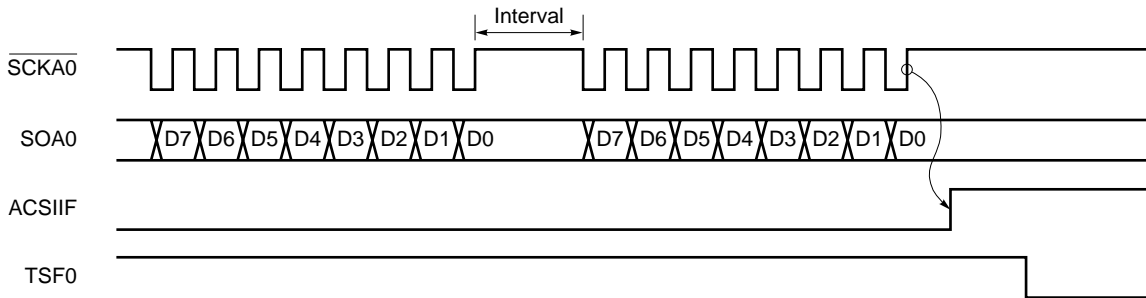 Interval
SCKA0
SOA0 D7 D6 D5 D4 D3 D2 D1 D0 D7 D6 D5 D4 D3 D2 D1 D0
ACSIIF
TSF0